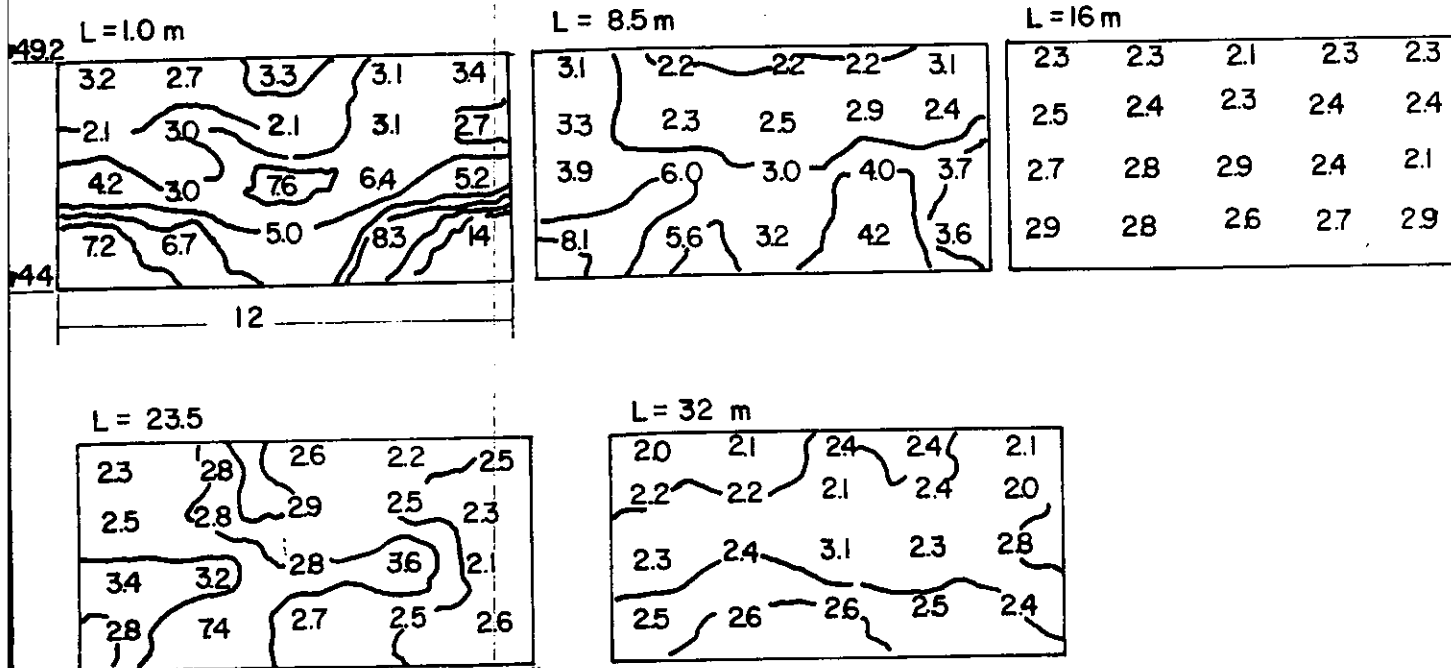 L=1.0 m
49.2
3.2 2.7 3.3 3.1 3.4
2.1 3.0 2.1 3.1 2.7
4.2 3.0 7.6 6.4 5.2
7.2 6.7 5.0 8.3 14
44
12
L= 8.5 m
3.1 2.2 2.2 2.2 3.1
3.3 2.3 2.5 2.9 2.4
3.9 6.0 3.0 4.0 3.7
8.1 5.6 3.2 4.2 3.6
L=16 m
2.3 2.3 2.1 2.3 2.3
2.5 2.4 2.3 2.4 2.4
2.7 2.8 2.9 2.4 2.1
2.9 2.8 2.6 2.7 2.9
L= 23.5
2.3 2.8 2.6 2.2 2.5
2.5 2.8 2.9 2.5 2.3
3.4 3.2 2.8 3.6 2.1
2.8 7.4 2.7 2.5 2.6
L= 32 m
2.0 2.1 2.4 2.4 2.1
2.2 2.2 2.1 2.4 2.0
2.3 2.4 3.1 2.3 2.8
2.5 2.6 2.6 2.5 2.4